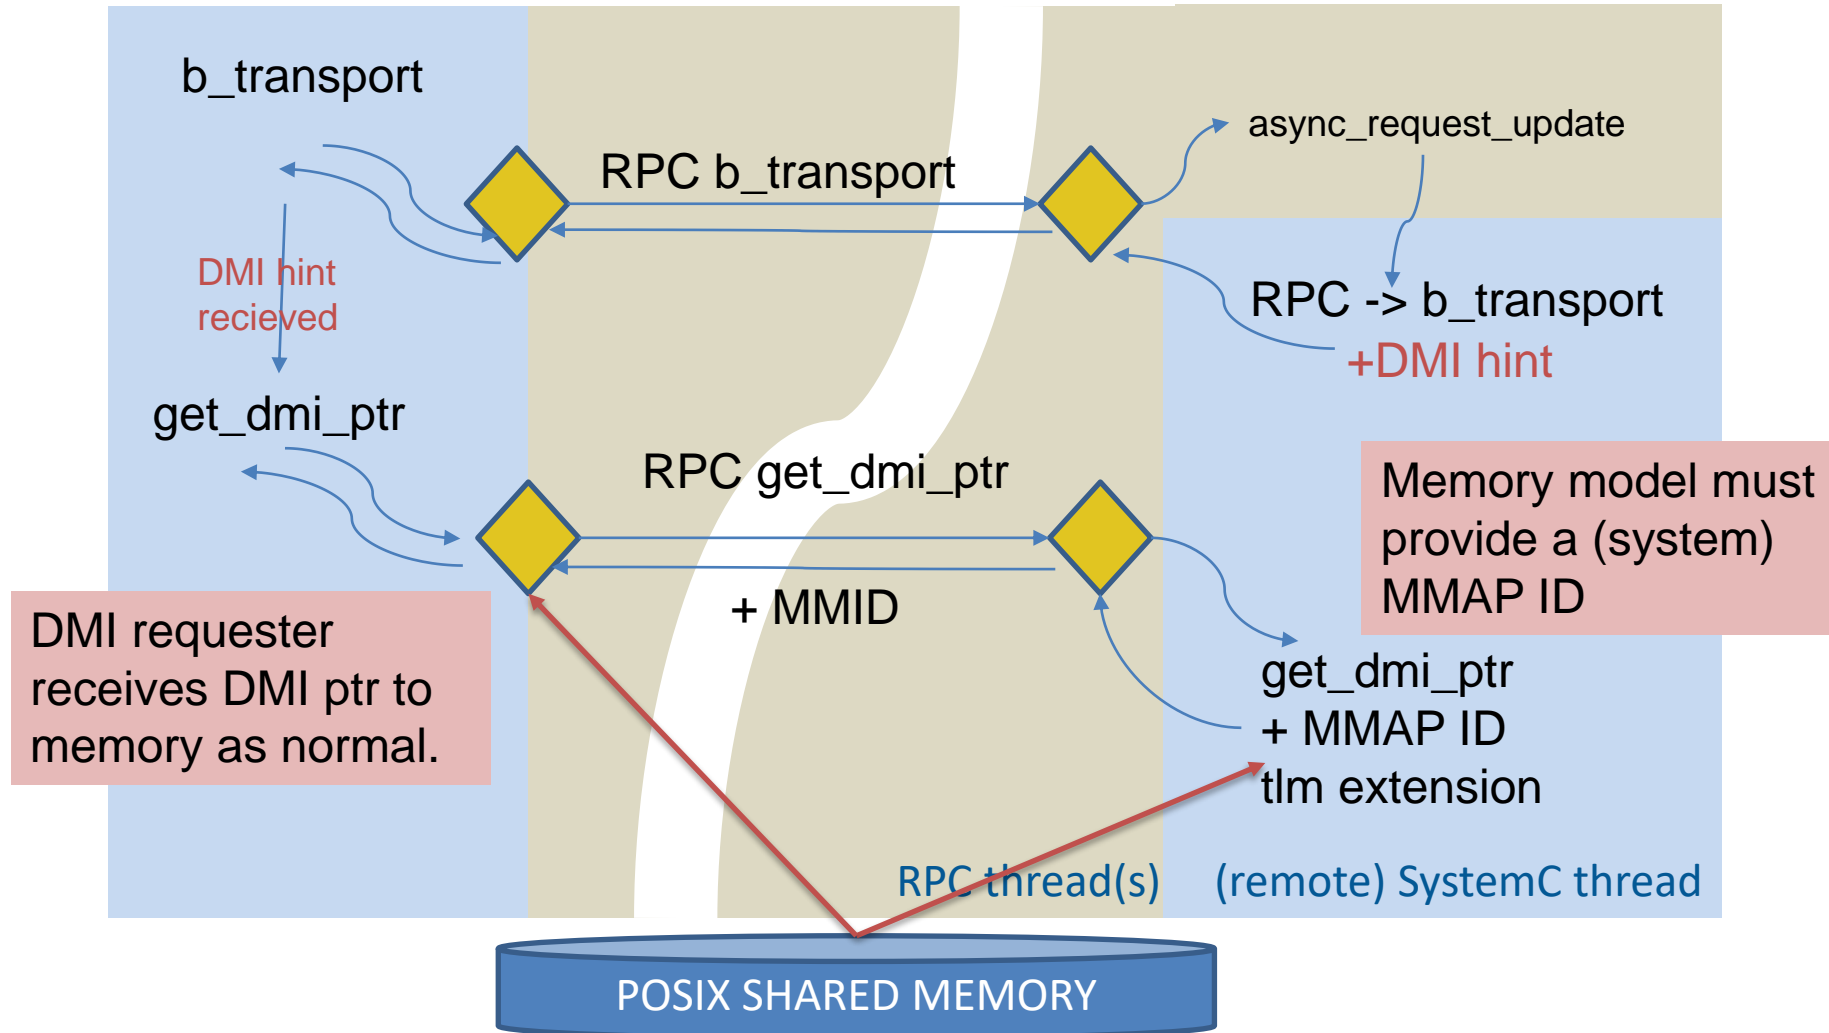 b_transport
RPC b_transport
async_request_update
DMI hint
recieved
RPC -> b_transport
+DMI hint
get_dmi_ptr
RPC get_dmi_ptr
+ MMID
Memory model must
provide a (system)
MMAP ID
DMI requester
receives DMI ptr to
memory as normal.
get_dmi_ptr
+ MMAP ID
tlm extension
RPC thread(s)
(remote) SystemC thread
POSIX SHARED MEMORY